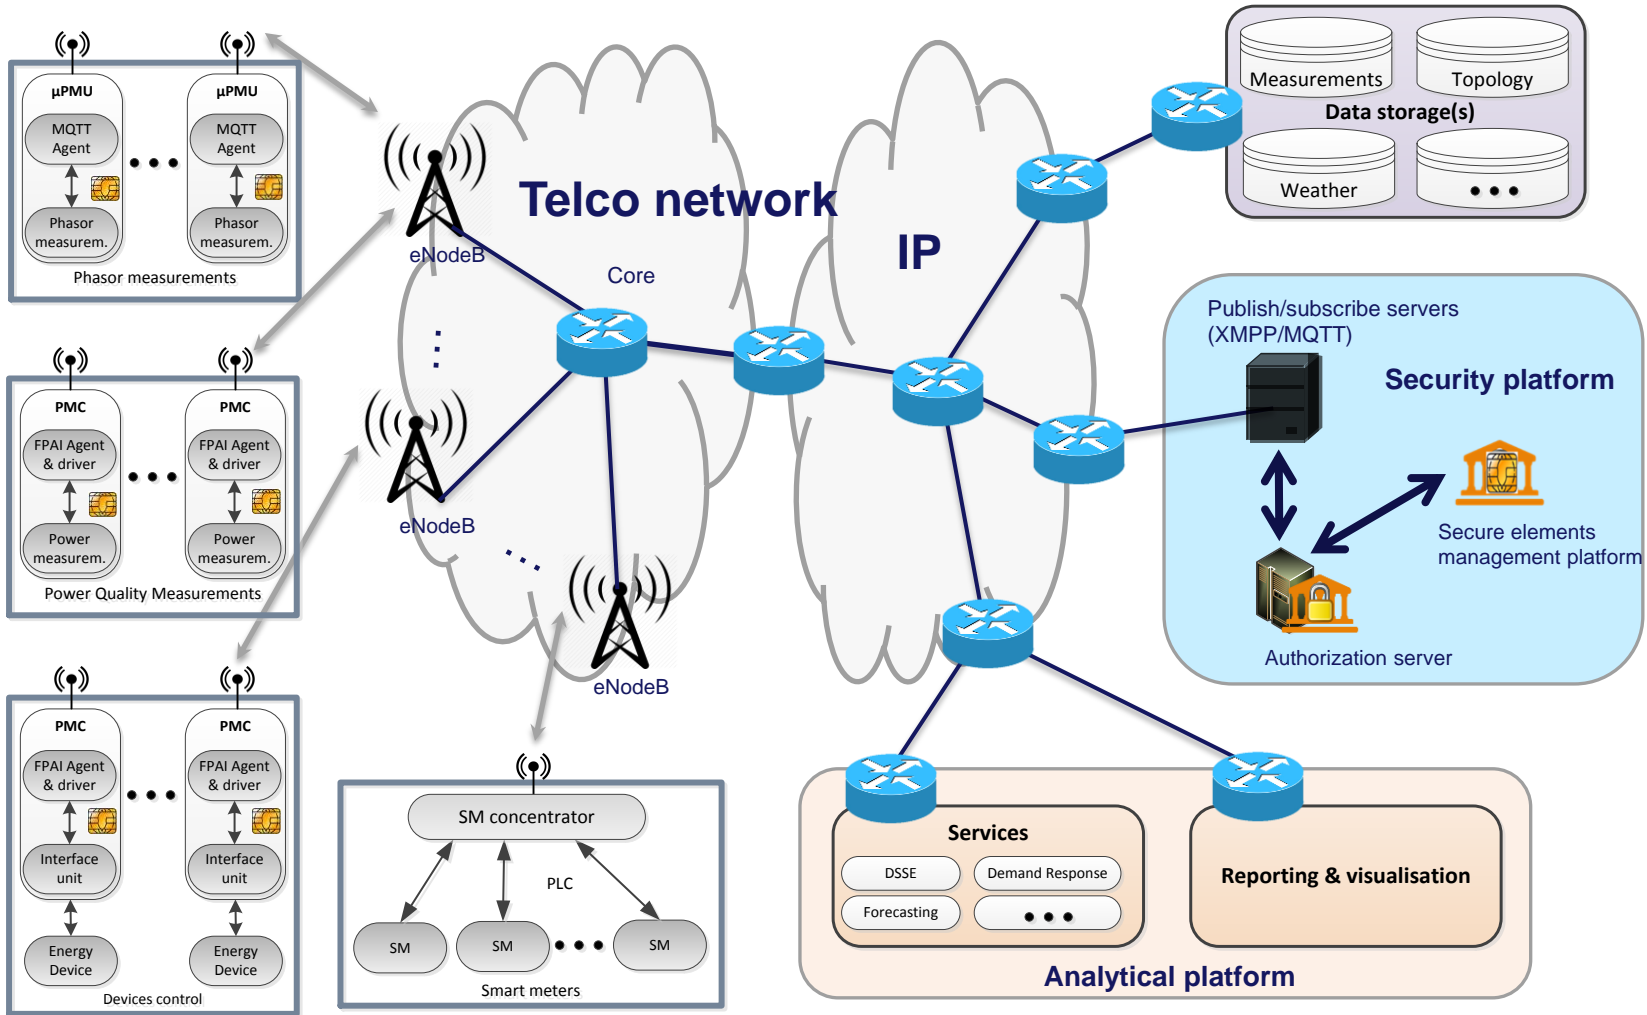 µPMU
MQTT
Agent
Phasor
measurem.
µPMU
MQTT
Agent
Phasor
measurem.
Phasor measurements
PMC
FPAI Agent
& driver
Power
measurem.
PMC
FPAI Agent
& driver
Power
measurem.
Power Quality Measurements
PMC
FPAI Agent
& driver
Interface
unit
Energy
Device
PMC
FPAI Agent
& driver
Interface
unit
Energy
Device
Devices control
Telco network
eNodeB
Core
eNodeB
eNodeB
SM concentrator
PLC
SM
SM
SM
Smart meters
IP
Measurements
Topology
Data storage(s)
Weather
Publish/subscribe servers
(XMPP/MQTT)
Security platform
Secure elements
management platform
Authorization server
Services
DSSE
Demand Response
Forecasting
Reporting & visualisation
Analytical platform